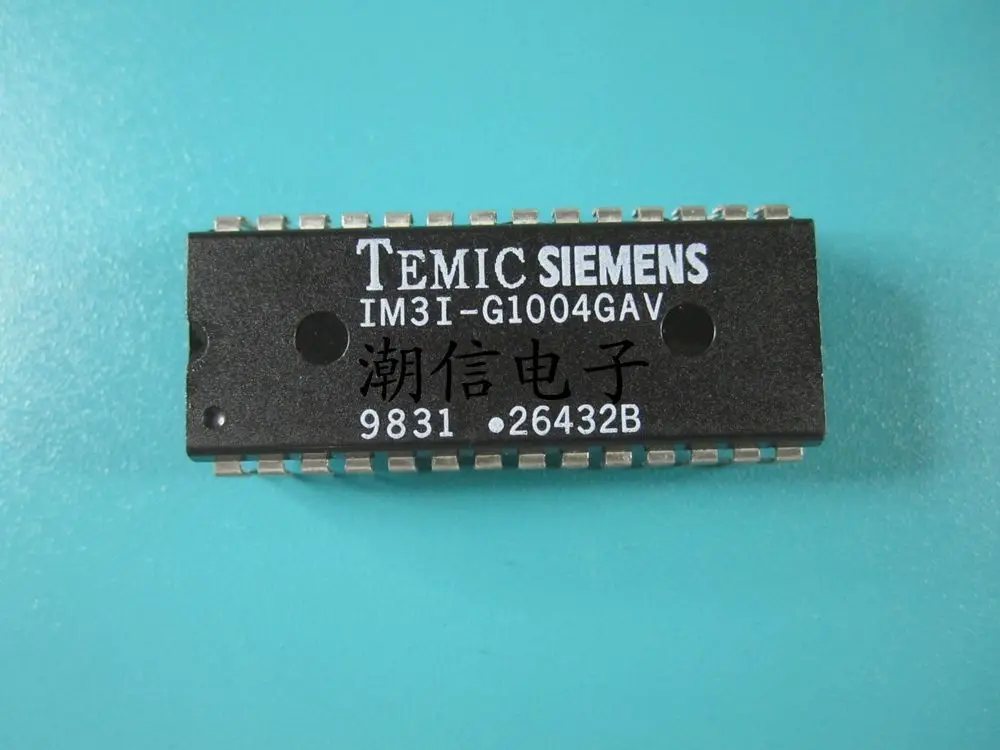 TEMIC SIEMENS
IM3I-G1004GAV
潮信电子
9831 •26432B